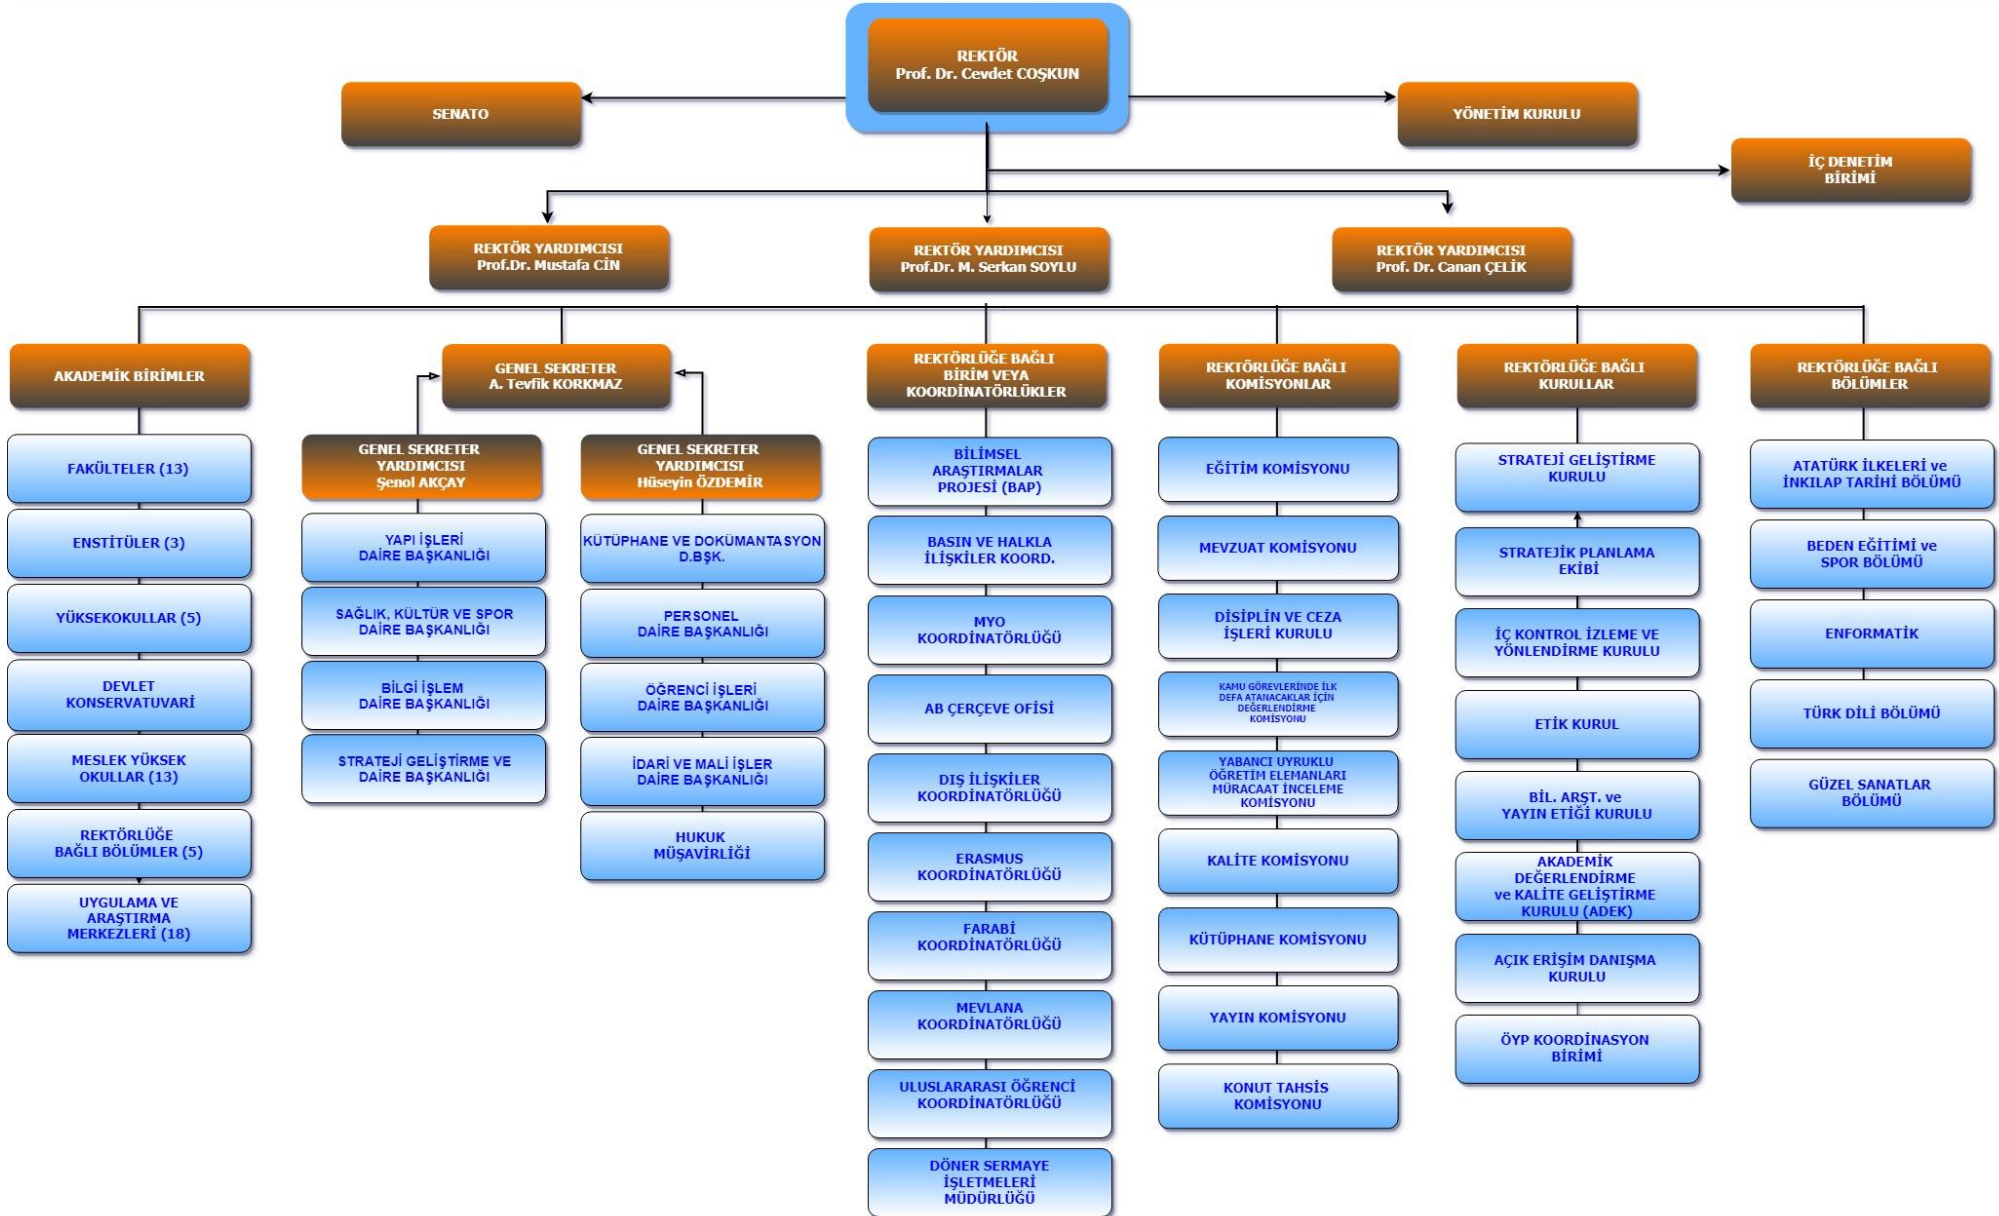 REKTÖR
Prof. Dr. Cevdet COŞKUN
SENATO
YÖNETİM KURULU
İÇ DENETİM
BİRİMİ
REKTÖR YARDIMCISI
Prof.Dr. Mustafa CİN
REKTÖR YARDIMCISI
Prof.Dr. M. Serkan SOYLU
REKTÖR YARDIMCISI
Prof. Dr. Canan ÇELİK
AKADEMİK BİRİMLER
FAKÜLTELER (13)
ENSTİTÜLER (3)
YÜKSEKOKULLAR (5)
DEVLET
KONSERVATUVARİ
MESLEK YÜKSEK
OKULLAR (13)
REKTÖRLÜĞE
BAĞLI BÖLÜMLER (5)
UYGULAMA VE
ARAŞTIRMA
MERKEZLERİ (18)
GENEL SEKRETER
A. Tevfik KORKMAZ
GENEL SEKRETER
YARDIMCISI
Şenol AKÇAY
YAPI İŞLERİ
DAİRE BAŞKANLIĞI
SAĞLIK, KÜLTÜR VE SPOR
DAİRE BAŞKANLIĞI
BİLGİ İŞLEM
DAİRE BAŞKANLIĞI
STRATEJİ GELİŞTİRME VE
DAİRE BAŞKANLIĞI
GENEL SEKRETER
YARDIMCISI
Hüseyin ÖZDEMİR
KÜTÜPHANE VE DOKÜMANTASYON
D.BŞK.
PERSONEL
DAİRE BAŞKANLIĞI
ÖĞRENCİ İŞLERİ
DAİRE BAŞKANLIĞI
İDARİ VE MALİ İŞLER
DAİRE BAŞKANLIĞI
HUKUK
MÜŞAVİRLİĞİ
REKTÖRLÜĞE BAĞLI
BİRİM VEYA
KOORDİNATÖRLÜKLER
BİLİMSEL
ARAŞTIRMALAR
PROJESİ (BAP)
BASIN VE HALKLA
İLİŞKİLER KOORD.
MYO
KOORDİNATÖRLÜĞÜ
AB ÇERÇEVE OFİSİ
DIŞ İLİŞKİLER
KOORDİNATÖRLÜĞÜ
ERASMUS
KOORDİNATÖRLÜĞÜ
FARABİ
KOORDİNATÖRLÜĞÜ
MEVLANA
KOORDİNATÖRLÜĞÜ
ULUSLARARASI ÖĞRENCİ
KOORDİNATÖRLÜĞÜ
DÖNER SERMAYE
İŞLETMELERİ
MÜDÜRLÜĞÜ
REKTÖRLÜĞE BAĞLI
KOMİSYONLAR
EĞİTİM KOMİSYONU
MEVZUAT KOMİSYONU
DİSİPLİN VE CEZA
İŞLERİ KURULU
KAMU GÖREVLERİNDE İLK
DEFA ATANACAKLAR İÇİN
DEĞERLENDİRME
KOMİSYONU
YABANCI UYRUKLU
ÖĞRETİM ELEMANLARI
MÜRACAAT İNCELEME
KOMİSYONU
KALİTE KOMİSYONU
KÜTÜPHANE KOMİSYONU
YAYIN KOMİSYONU
KONUT TAHSİS
KOMİSYONU
REKTÖRLÜĞE BAĞLI
KURULLAR
STRATEJİ GELİŞTİRME
KURULU
STRATEJİK PLANLAMA
EKİBİ
İÇ KONTROL İZLEME VE
YÖNLENDİRME KURULU
ETİK KURUL
BİL. ARŞT. ve
YAYIN ETİĞİ KURULU
AKADEMİK
DEĞERLENDİRME
ve KALİTE GELİŞTİRME
KURULU (ADEK)
AÇIK ERİŞİM DANIŞMA
KURULU
ÖYP KOORDİNASYON
BİRİMİ
REKTÖRLÜĞE BAĞLI
BÖLÜMLER
ATATÜRK İLKELERİ ve
İNKILAP TARİHİ BÖLÜMÜ
BEDEN EĞİTİMİ ve
SPOR BÖLÜMÜ
ENFORMATİK
TÜRK DİLİ BÖLÜMÜ
GÜZEL SANATLAR
BÖLÜMÜ